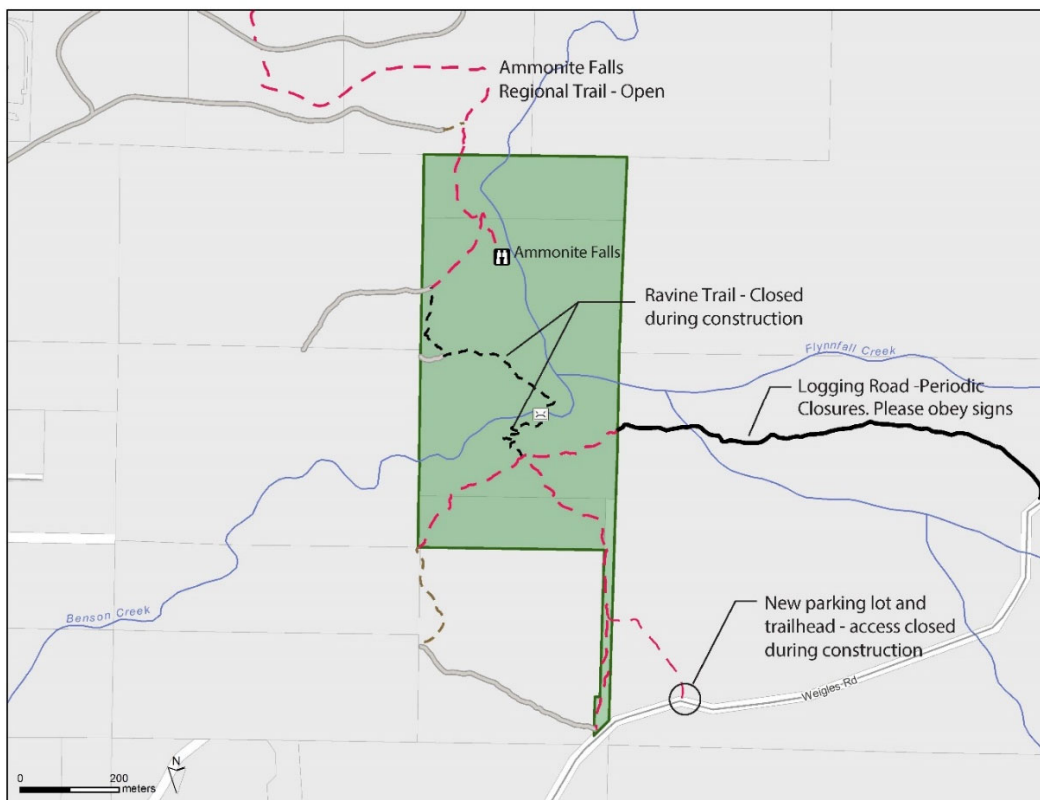 Ammonite Falls
Regional Trail - Open
Ammonite Falls
Ravine Trail - Closed
during construction
Flynnfall Creek
Logging Road -Periodic
Closures. Please obey signs
Benson Creek
New parking lot and
trailhead - access closed
during construction
Weigles Rd
N
0 200
meters